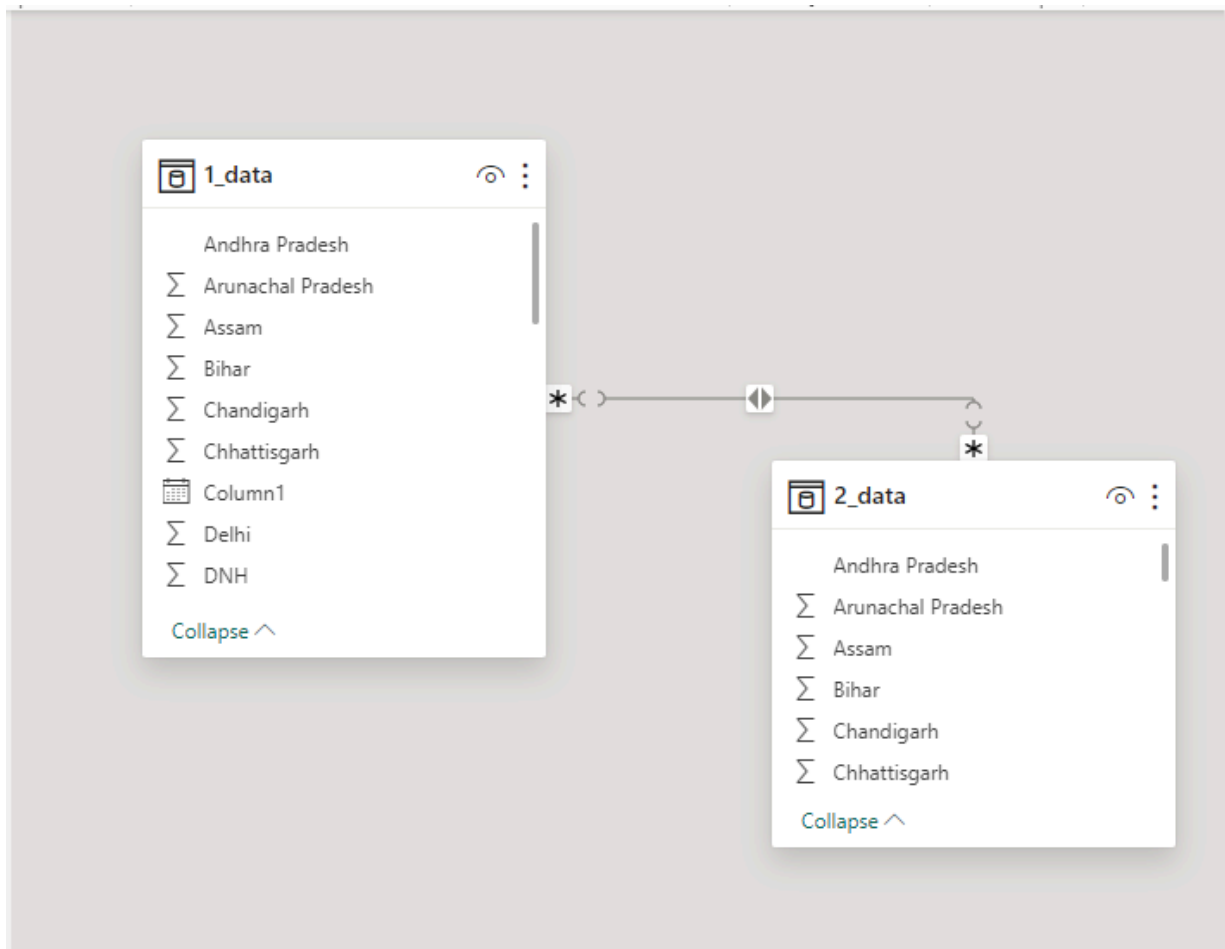 1_data
Andhra Pradesh
∑ Arunachal Pradesh
∑ Assam
∑ Bihar
∑ Chandigarh
∑ Chhattisgarh
Column1
∑ Delhi
∑ DNH
Collapse
*
*
2_data
Andhra Pradesh
∑ Arunachal Pradesh
∑ Assam
∑ Bihar
∑ Chandigarh
∑ Chhattisgarh
Collapse